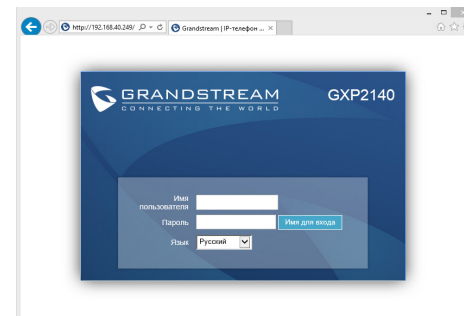 http://192.168.40.249/
Grandstream | IP-телефон ...
GRANDSTREAM
CONNECTING THE WORLD
GXP2140
Имя
пользователя
Пароль
Имя для входа
Язык
Русский